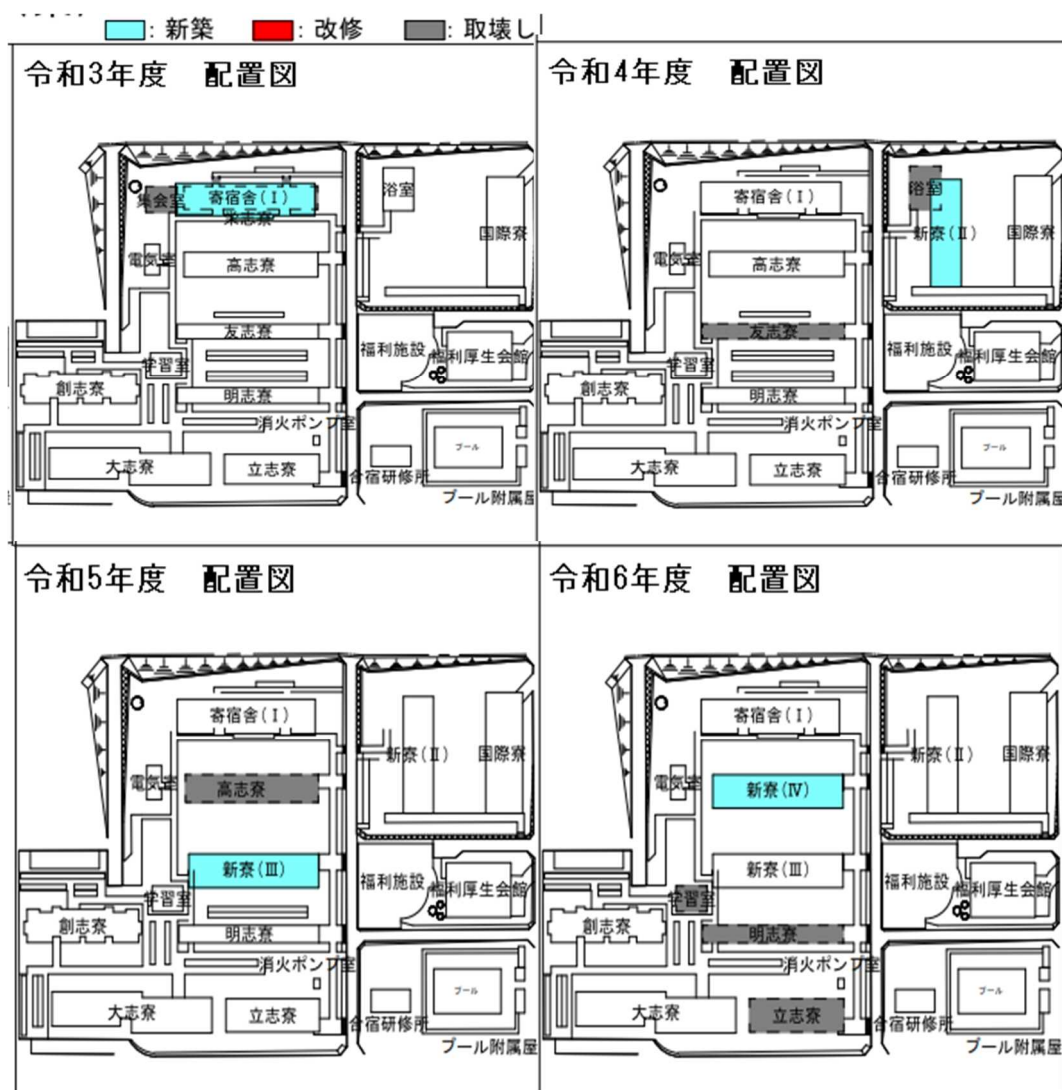 : 新築 : 改修 : 取壊し
令和3年度 配置図
集会室
寄宿舎(Ⅰ)
浴室
国際寮
電気室
高志寮
友志寮
学習室
福利施設
福利厚生会館
創志寮
明志寮
消火ポンプ室
大志寮
立志寮
合宿研修所
プール
プール附属屋
令和4年度 配置図
寄宿舎(Ⅰ)
浴室
新寮(Ⅱ)
国際寮
電気室
高志寮
友志寮
学習室
福利施設
福利厚生会館
創志寮
明志寮
消火ポンプ室
大志寮
立志寮
合宿研修所
プール
プール附属屋
令和5年度 配置図
寄宿舎(Ⅰ)
新寮(Ⅱ)
国際寮
電気室
高志寮
新寮(Ⅲ)
学習室
福利施設
福利厚生会館
創志寮
明志寮
消火ポンプ室
大志寮
立志寮
合宿研修所
プール
プール附属屋
令和6年度 配置図
寄宿舎(Ⅰ)
新寮(Ⅱ)
国際寮
電気室
新寮(Ⅳ)
新寮(Ⅲ)
学習室
福利施設
福利厚生会館
創志寮
明志寮
消火ポンプ室
大志寮
立志寮
合宿研修所
プール
プール附属屋